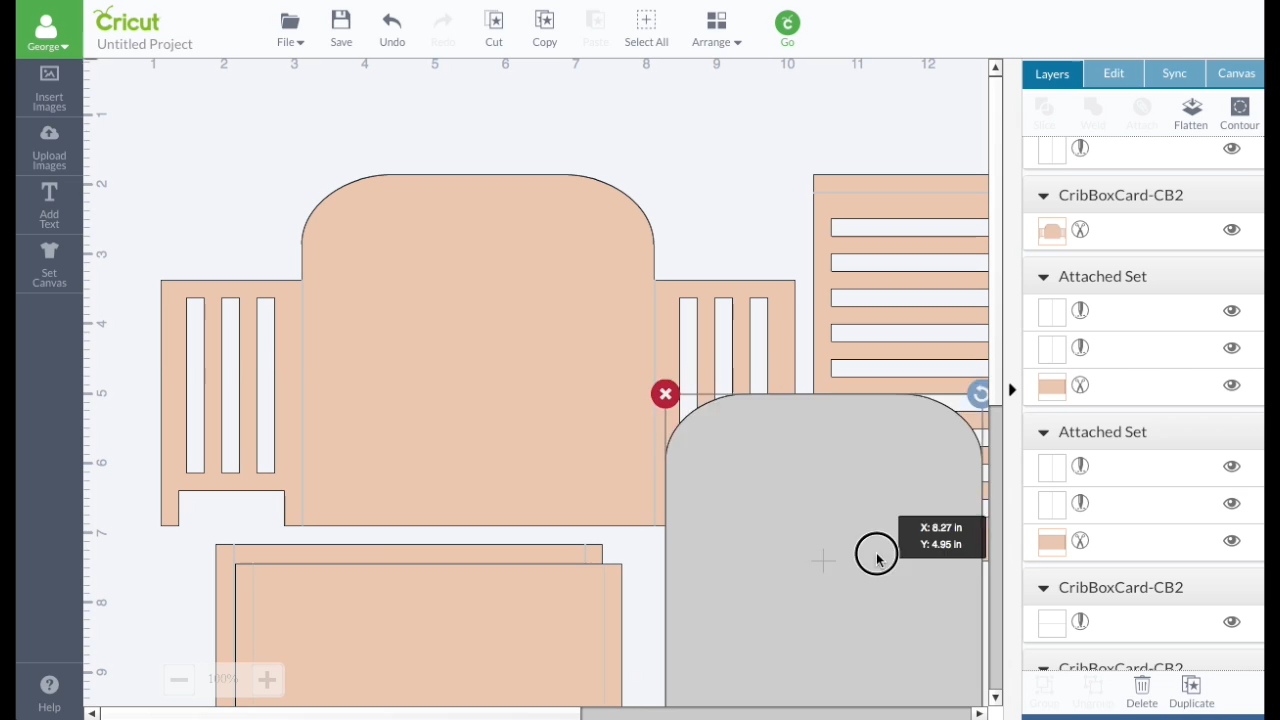 George
Cricut
Untitled Project
File
Save
Undo
Redo
Cut
Copy
Paste
Select All
Arrange
Go
1 2 3 4 5 6 7 8 9 10 11 12
Insert
Images
Upload
Images
Add
Text
Set
Canvas
Help
1
2
3
4
5
6
7
8
9
X: 8.27 in
Y: 4.95 in
100%
Layers
Edit
Sync
Canvas
Slice
Weld
Attach
Flatten
Contour
CribBoxCard-CB2
Attached Set
Attached Set
CribBoxCard-CB2
CribBoxCard-CB2
Group
Ungroup
Delete
Duplicate